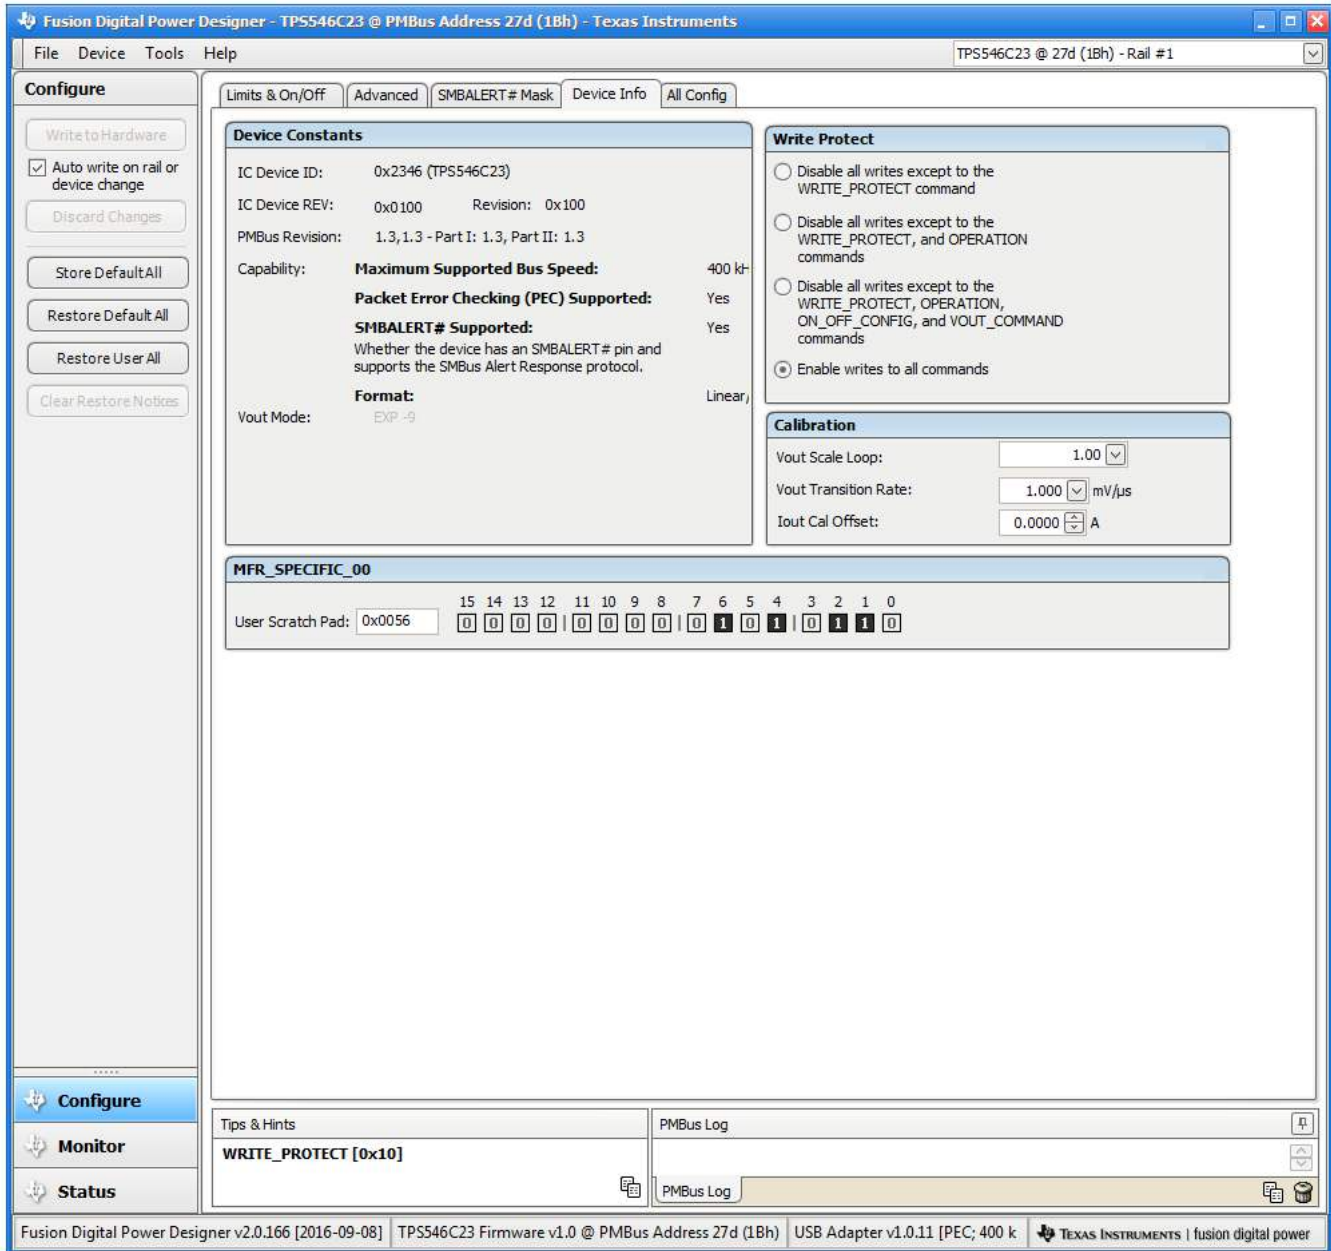 Fusion Digital Power Designer - TPS546C23 @ PMBus Address 27d (1Bh) - Texas Instruments
File Device Tools Help
TPS546C23 @ 27d (1Bh) - Rail #1
Configure
Write to Hardware
Auto write on rail or
device change
Discard Changes
Store Default All
Restore Default All
Restore User All
Clear Restore Notices
Limits & On/Off Advanced SMBALERT# Mask Device Info All Config
Device Constants
IC Device ID: 0x2346 (TPS546C23)
IC Device REV: 0x0100 Revision: 0x100
PMBus Revision: 1.3,1.3 - Part I: 1.3, Part II: 1.3
Capability: Maximum Supported Bus Speed: 400 kH
Packet Error Checking (PEC) Supported: Yes
SMBALERT# Supported: Yes
Whether the device has an SMBALERT# pin and
supports the SMBus Alert Response protocol.
Format: Linear,
Vout Mode: EXP -9
Write Protect
Disable all writes except to the
WRITE_PROTECT command
Disable all writes except to the
WRITE_PROTECT, and OPERATION
commands
Disable all writes except to the
WRITE_PROTECT, OPERATION,
ON_OFF_CONFIG, and VOUT_COMMAND
commands
Enable writes to all commands
Calibration
Vout Scale Loop: 1.00
Vout Transition Rate: 1.000 mV/µs
Iout Cal Offset: 0.0000 A
MFR_SPECIFIC_00
15 14 13 12 11 10 9 8 7 6 5 4 3 2 1 0
User Scratch Pad: 0x0056 0 0 0 0 | 0 0 0 0 | 0 1 0 1 | 0 1 1 0
Configure
Monitor
Status
Tips & Hints
WRITE_PROTECT [0x10]
PMBus Log
PMBus Log
Fusion Digital Power Designer v2.0.166 [2016-09-08] TPS546C23 Firmware v1.0 @ PMBus Address 27d (1Bh) USB Adapter v1.0.11 [PEC; 400 k TEXAS INSTRUMENTS | fusion digital power